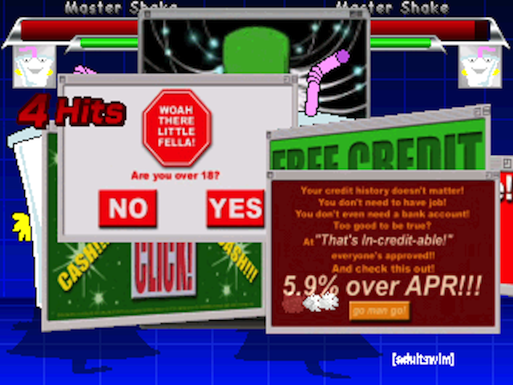 Master Shake
Master Shake
4 Hits
WOAH
THERE
LITTLE
FELLA!
Are you over 18?
NO
YES
FREE CREDIT
CASH!!!
CLICK!
CASH!!!
Your credit history doesn't matter!
You don't need to have job!
You don't even need a bank account!
Too good to be true?
At "That's In-credit-able!"
everyone's approved!!
And check this out!
5.9% over APR!!!
go man go!
[adultswim]